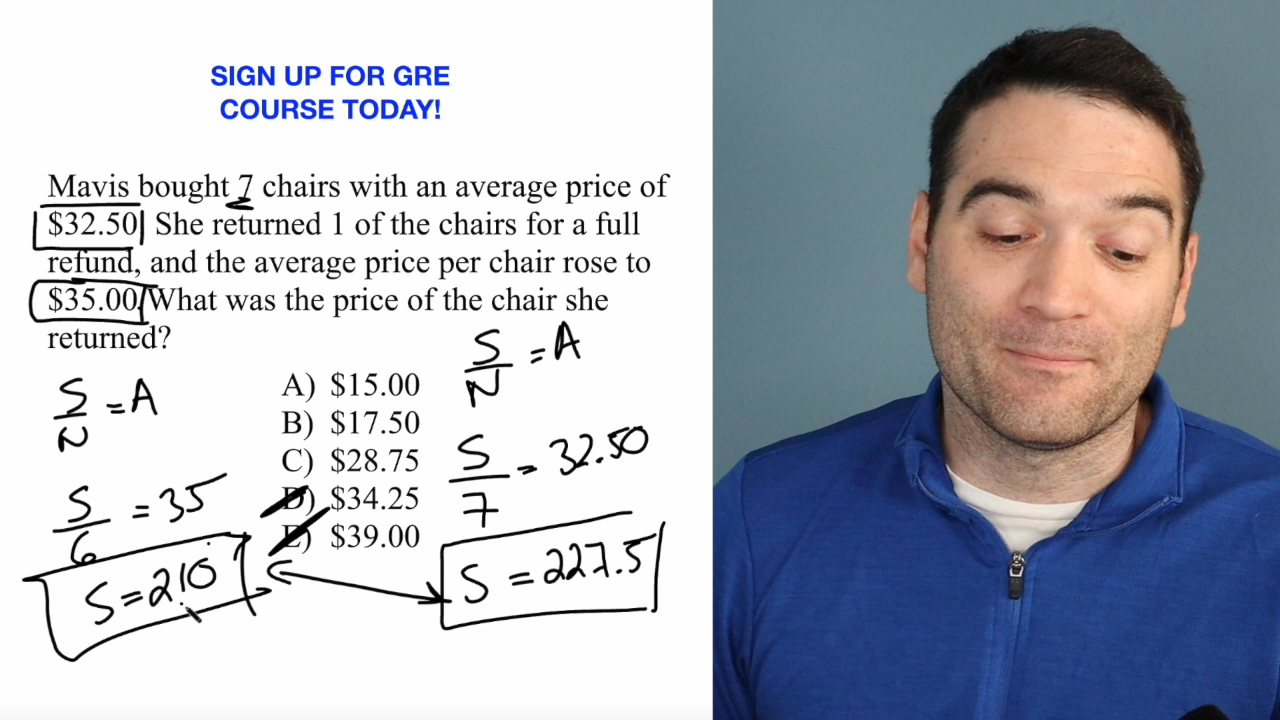 SIGN UP FOR GRE
COURSE TODAY!
Mavis bought 7 chairs with an average price of
$32.50. She returned 1 of the chairs for a full
refund, and the average price per chair rose to
$35.00. What was the price of the chair she
returned?
S/N = A
S/N = A
A) $15.00
B) $17.50
C) $28.75
D) $34.25
E) $39.00
S/7 = 32.50
S/6 = 35
S = 210
S = 227.5